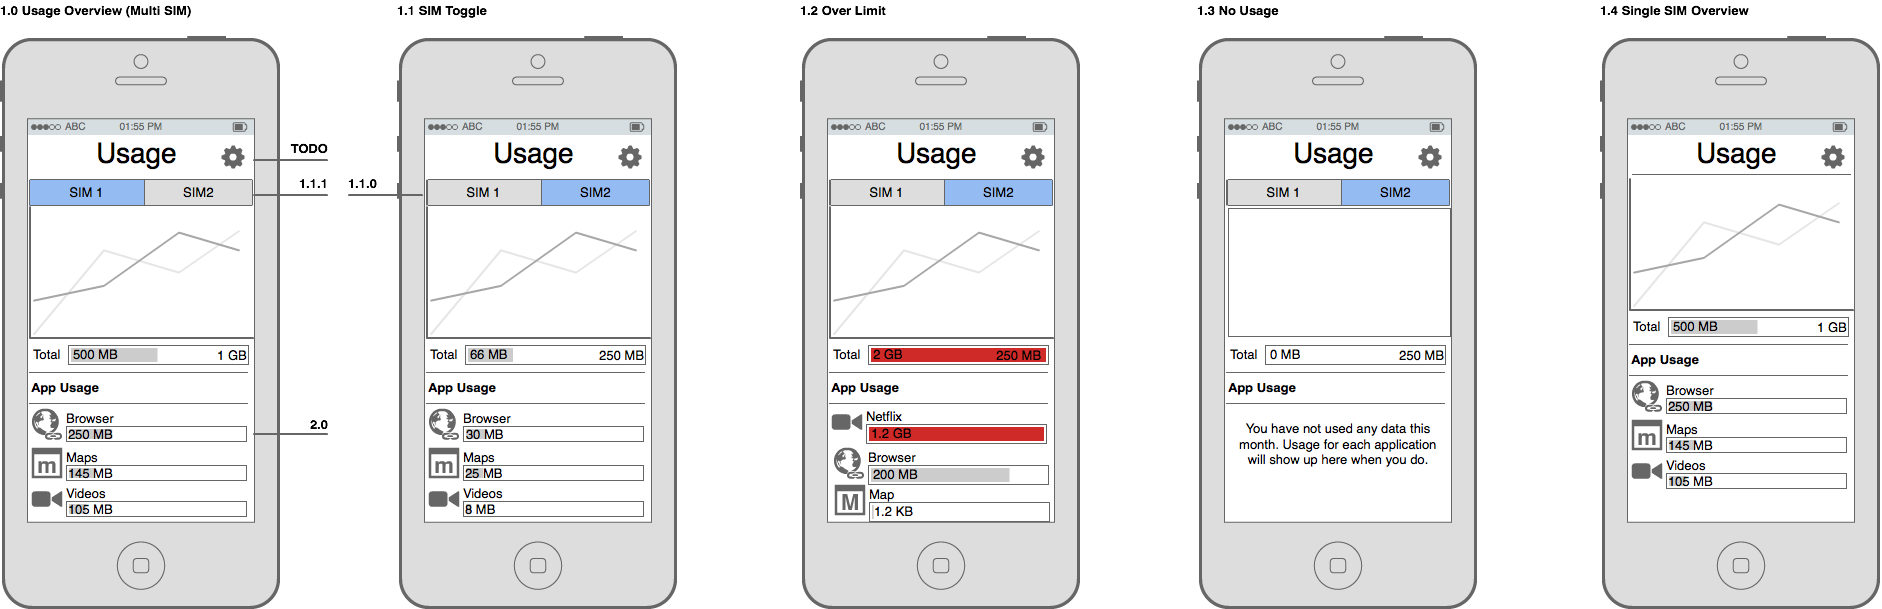 1.0 Usage Overview (Multi SIM)
ABC 01:55 PM
Usage
TODO
SIM 1 SIM2
1.1.1
Total 500 MB 1 GB
App Usage
Browser
250 MB
2.0
m Maps
145 MB
Videos
105 MB
1.1 SIM Toggle
ABC 01:55 PM
Usage
1.1.0
SIM 1 SIM2
Total 66 MB 250 MB
App Usage
Browser
30 MB
m Maps
25 MB
Videos
8 MB
1.2 Over Limit
ABC 01:55 PM
Usage
SIM 1 SIM2
Total 2 GB 250 MB
App Usage
Netflix
1.2 GB
Browser
200 MB
M Map
1.2 KB
1.3 No Usage
ABC 01:55 PM
Usage
SIM 1 SIM2
Total 0 MB 250 MB
App Usage
You have not used any data this
month. Usage for each application
will show up here when you do.
1.4 Single SIM Overview
ABC 01:55 PM
Usage
Total 500 MB 1 GB
App Usage
Browser
250 MB
m Maps
145 MB
Videos
105 MB